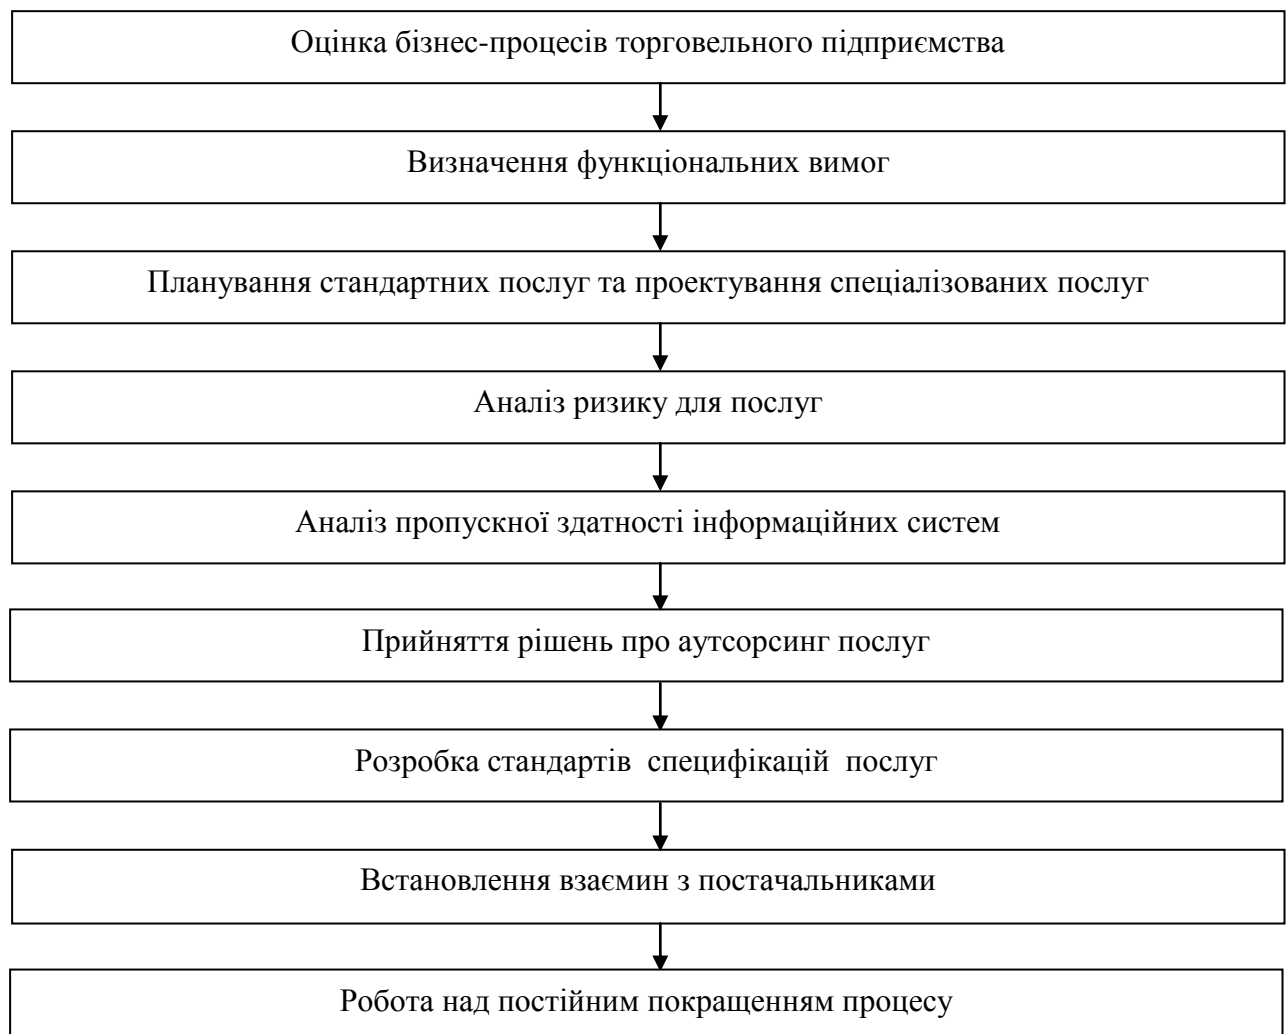 Оцінка бізнес-процесів торговельного підприємства
Визначення функціональних вимог
Планування стандартних послуг та проектування спеціалізованих послуг
Аналіз ризику для послуг
Аналіз пропускної здатності інформаційних систем
Прийняття рішень про аутсорсинг послуг
Розробка стандартів  специфікацій  послуг
Встановлення взаємин з постачальниками
Робота над постійним покращенням процесу